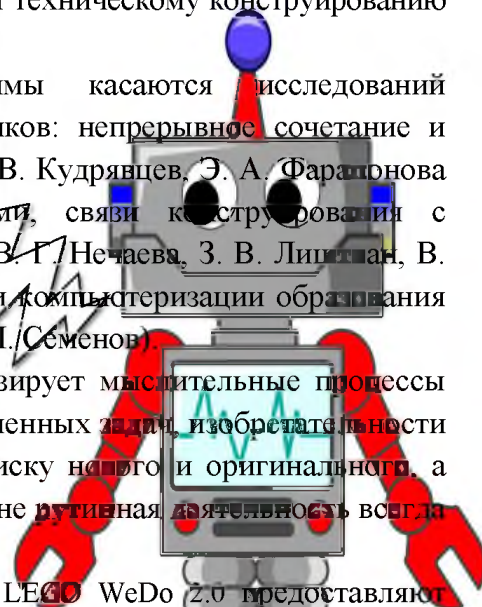 техническому конструированию
касаются исследований
непрерывное сочетание и
В. Кудрявцев, Э. А. Фарапонова
связи конструирования с
В. Г. Нечаева, З. В. Лиштван, В.
и компьютеризации образования
Семенов).
зирует мыслительные процессы
ленных задач, изобретательности
иску нового и оригинального, а
не рутинная деятельность всегда
LEGO WeDo 2.0 предоставляют